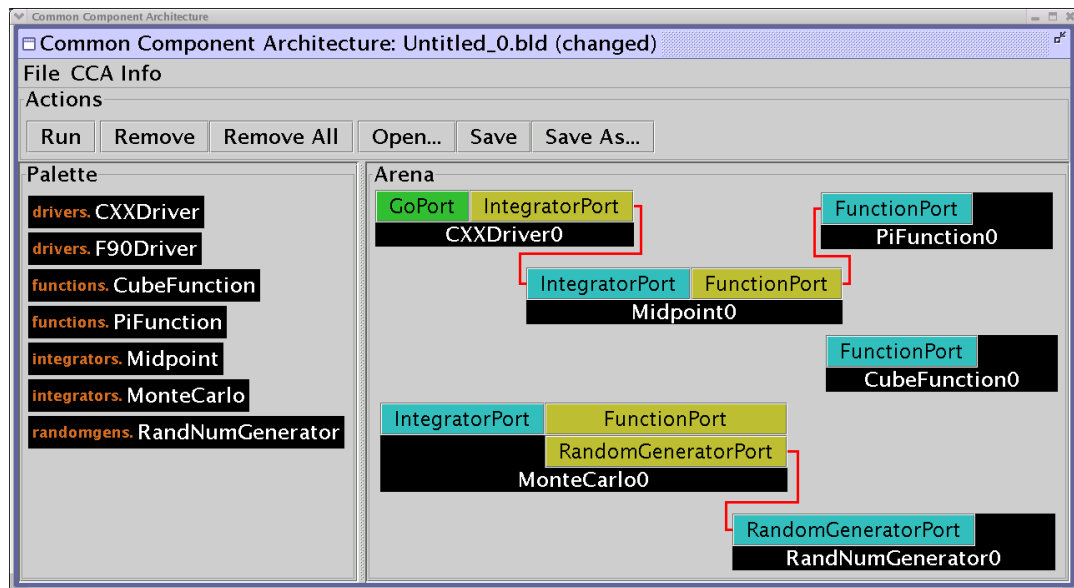 Common Component Architecture
Common Component Architecture: Untitled_0.bld (changed)
File CCA Info
Actions
Run Remove Remove All Open... Save Save As...
Palette
drivers. CXXDriver
drivers. F90Driver
functions. CubeFunction
functions. PiFunction
integrators. Midpoint
integrators. MonteCarlo
randomgens. RandNumGenerator
Arena
GoPort IntegratorPort
CXXDriver0
FunctionPort
PiFunction0
IntegratorPort FunctionPort
Midpoint0
FunctionPort
CubeFunction0
IntegratorPort FunctionPort
RandomGeneratorPort
MonteCarlo0
RandomGeneratorPort
RandNumGenerator0